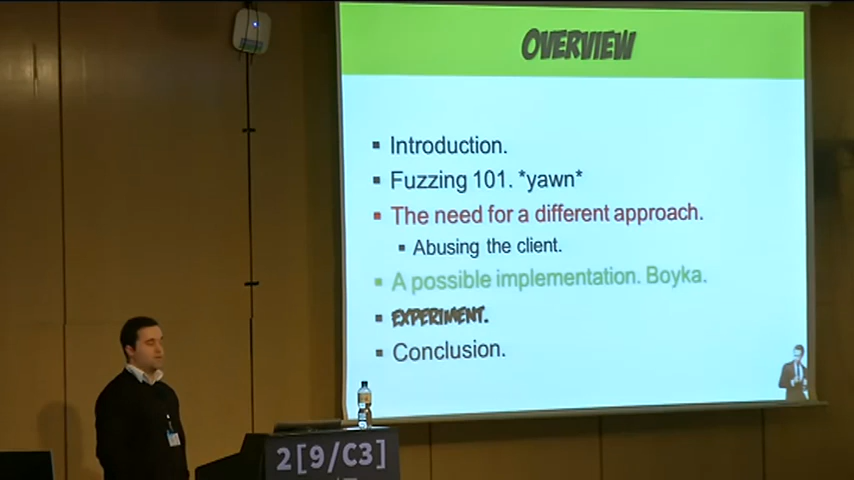 OVERVIEW
Introduction.
Fuzzing 101. *yawn*
The need for a different approach.
Abusing the client.
A possible implementation. Boyka.
EXPERIMENT.
Conclusion.
2[9/C3]